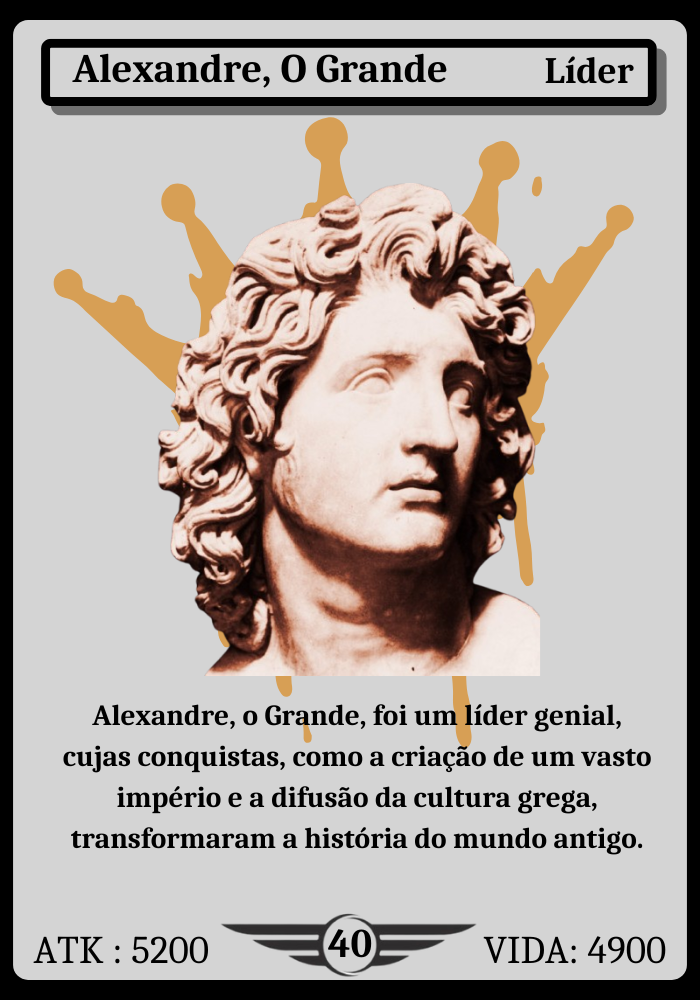 Alexandre, O Grande Líder
Alexandre, o Grande, foi um líder genial,
cujas conquistas, como a criação de um vasto
império e a difusão da cultura grega,
transformaram a história do mundo antigo.
ATK : 5200 40 VIDA: 4900